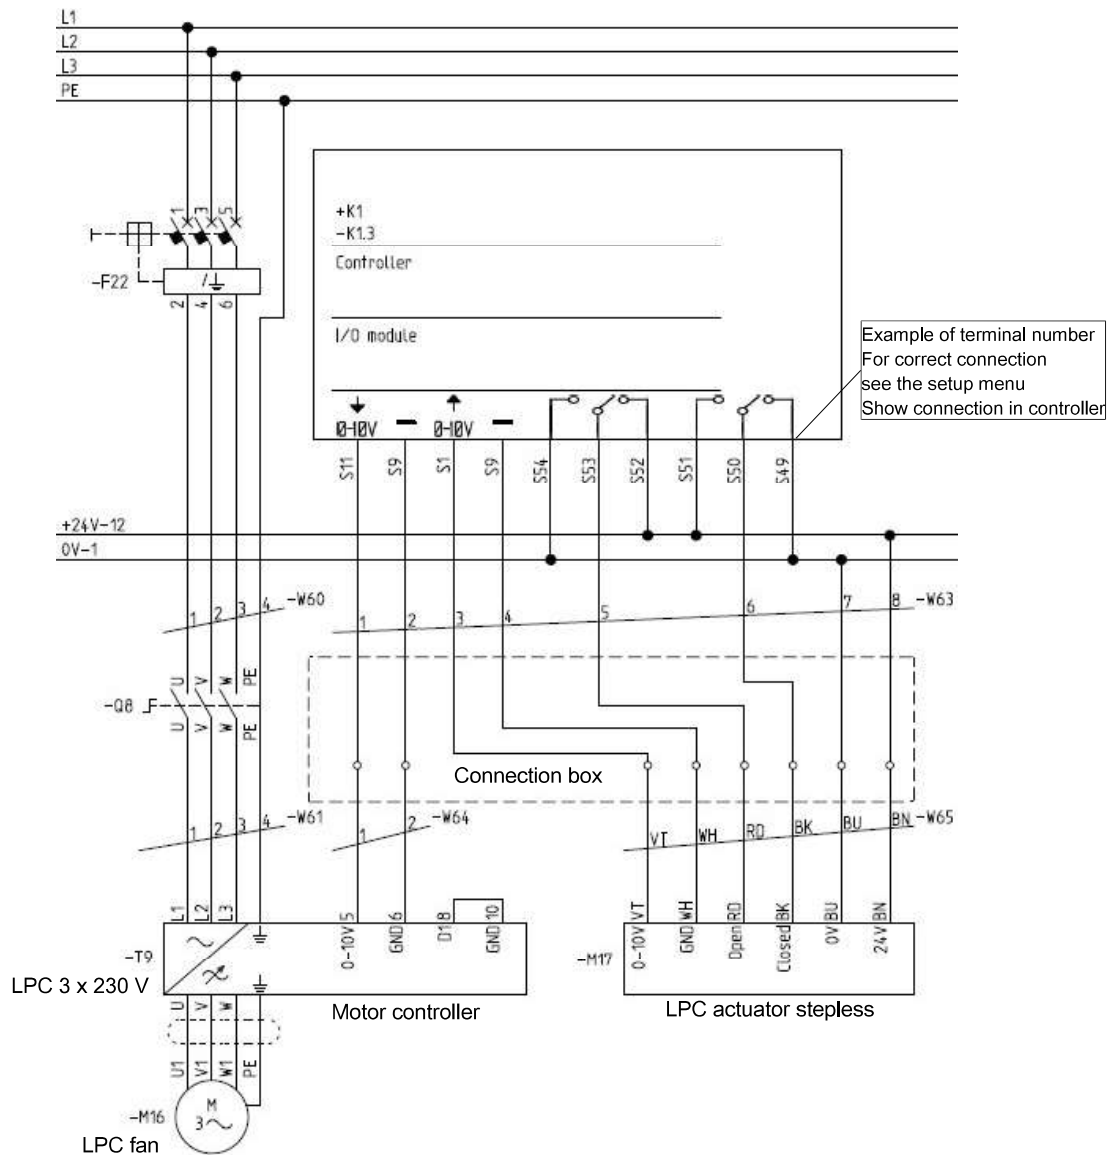 L1
L2
L3
PE
1 3 5
-F22
2 4 6
+K1
-K1.3
Controller
I/O module
0-10V
0-10V
S11 S9 S1 S9 S54 S53 S52 S51 S50 S49
Example of terminal number
For correct connection
see the setup menu
Show connection in controller
+24V-12
0V-1
1 2 3 4 -W60
1 2 3 4 5 6 7 8 -W63
U V W PE
-Q8
U V W PE
Connection box
1 2 3 4 -W61
1 2 -W64
VT WH RD BK BU BN -W65
L1 L2 L3
-T9
LPC 3 x 230 V
0-10V 5
GND 6
D1 8
GND 10
Motor controller
-M17
0-10V VT
GND WH
Open RD
Closed BK
0V BU
24V BN
LPC actuator stepless
U V W
U1 V1 W1 PE
-M16
M
3
LPC fan